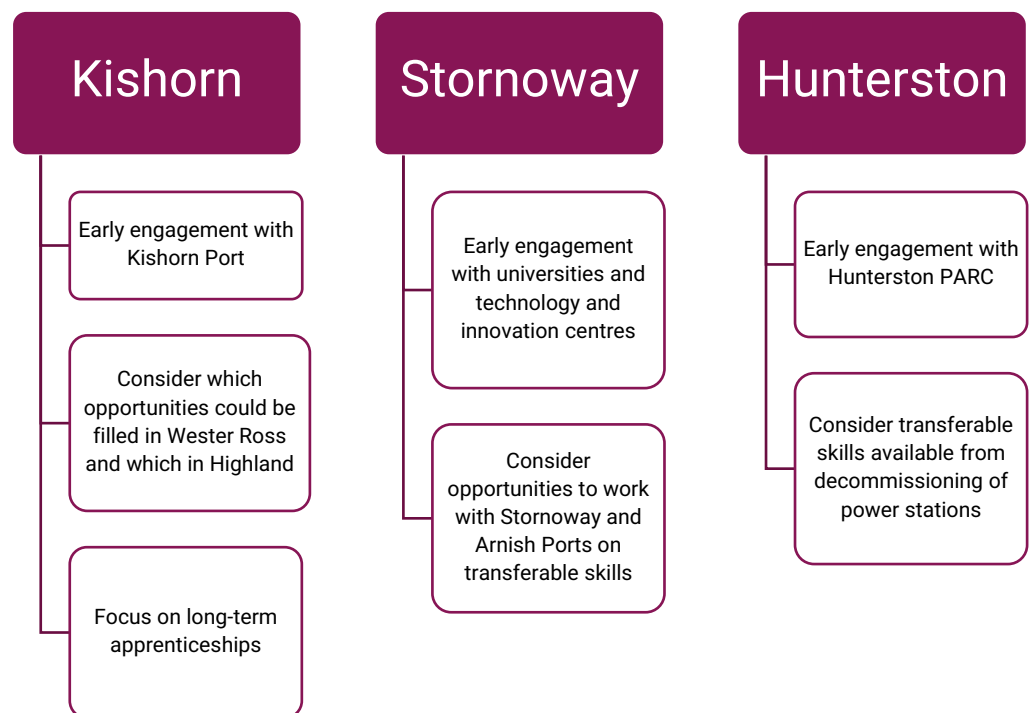 Kishorn
Early engagement with
Kishorn Port
Consider which
opportunities could be
filled in Wester Ross
and which in Highland
Focus on long-term
apprenticeships
Stornoway
Early engagement
with universities and
technology and
innovation centres
Consider
opportunities to work
with Stornoway and
Arnish Ports on
transferable skills
Hunterston
Early engagement with
Hunterston PARC
Consider transferable
skills available from
decommissioning of
power stations